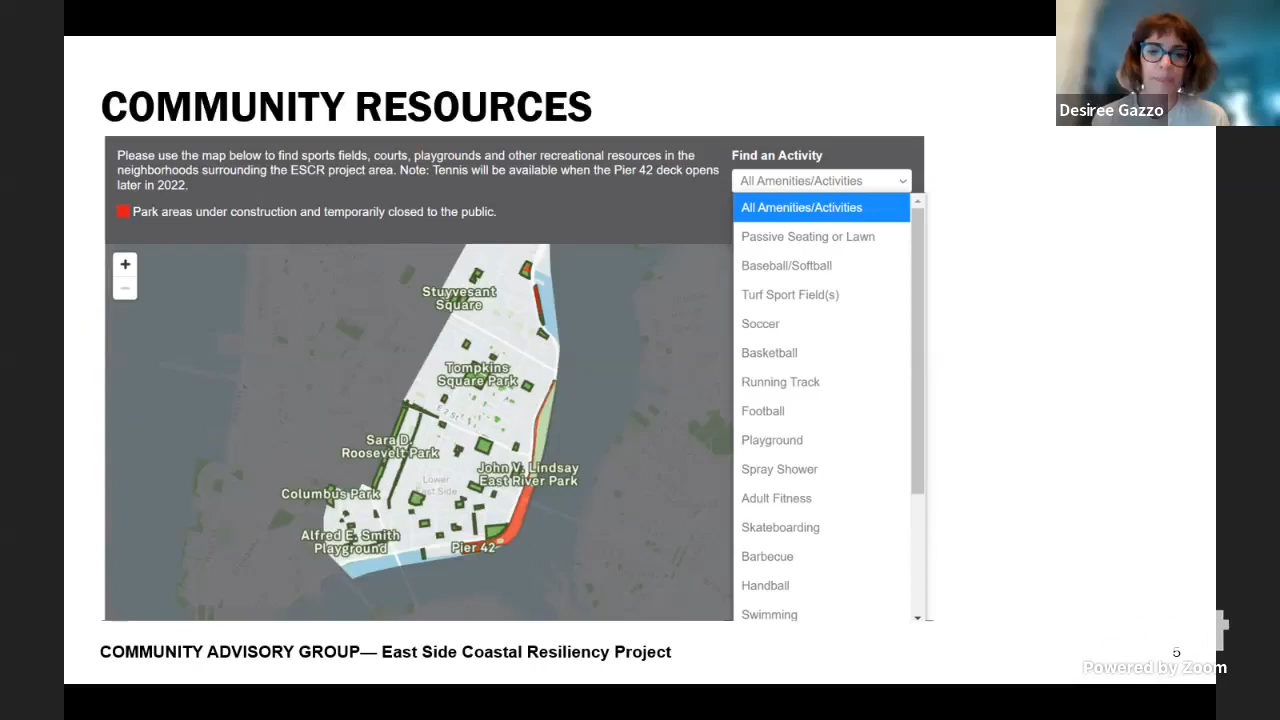 COMMUNITY RESOURCES
Desiree Gazzo
Please use the map below to find sports fields, courts, playgrounds and other recreational resources in the
neighborhoods surrounding the ESCR project area. Note: Tennis will be available when the Pier 42 deck opens
later in 2022.
Park areas under construction and temporarily closed to the public.
Find an Activity
All Amenities/Activities
All Amenities/Activities
Passive Seating or Lawn
Baseball/Softball
Turf Sport Field(s)
Soccer
Basketball
Running Track
Football
Playground
Spray Shower
Adult Fitness
Skateboarding
Barbecue
Handball
Swimming
+
−
Stuyvesant
Square
Tompkins
Square Park
E 2 St
Sara D.
Roosevelt Park
John V. Lindsay
East River Park
Lower
East Side
Columbus Park
Alfred E. Smith
Playground
Pier 42
COMMUNITY ADVISORY GROUP— East Side Coastal Resiliency Project
5
Powered by Zoom